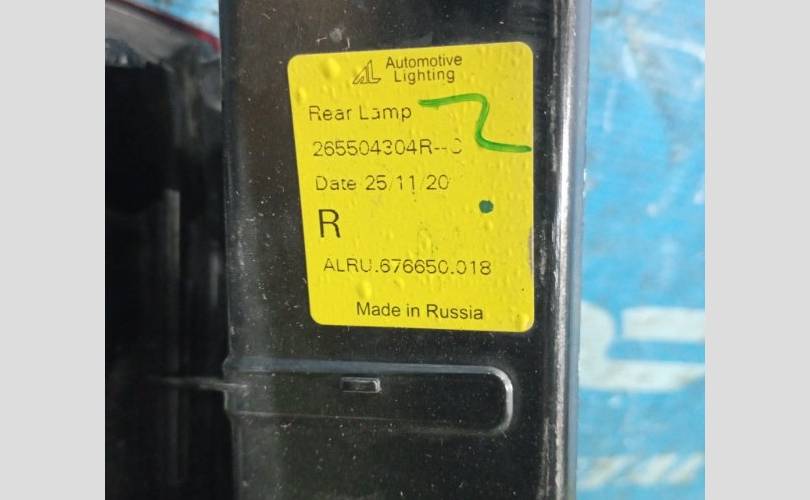 Automotive
Lighting
Rear Lamp
265504304R--C
Date 25/11/20
R
ALRU.676650.018
Made in Russia